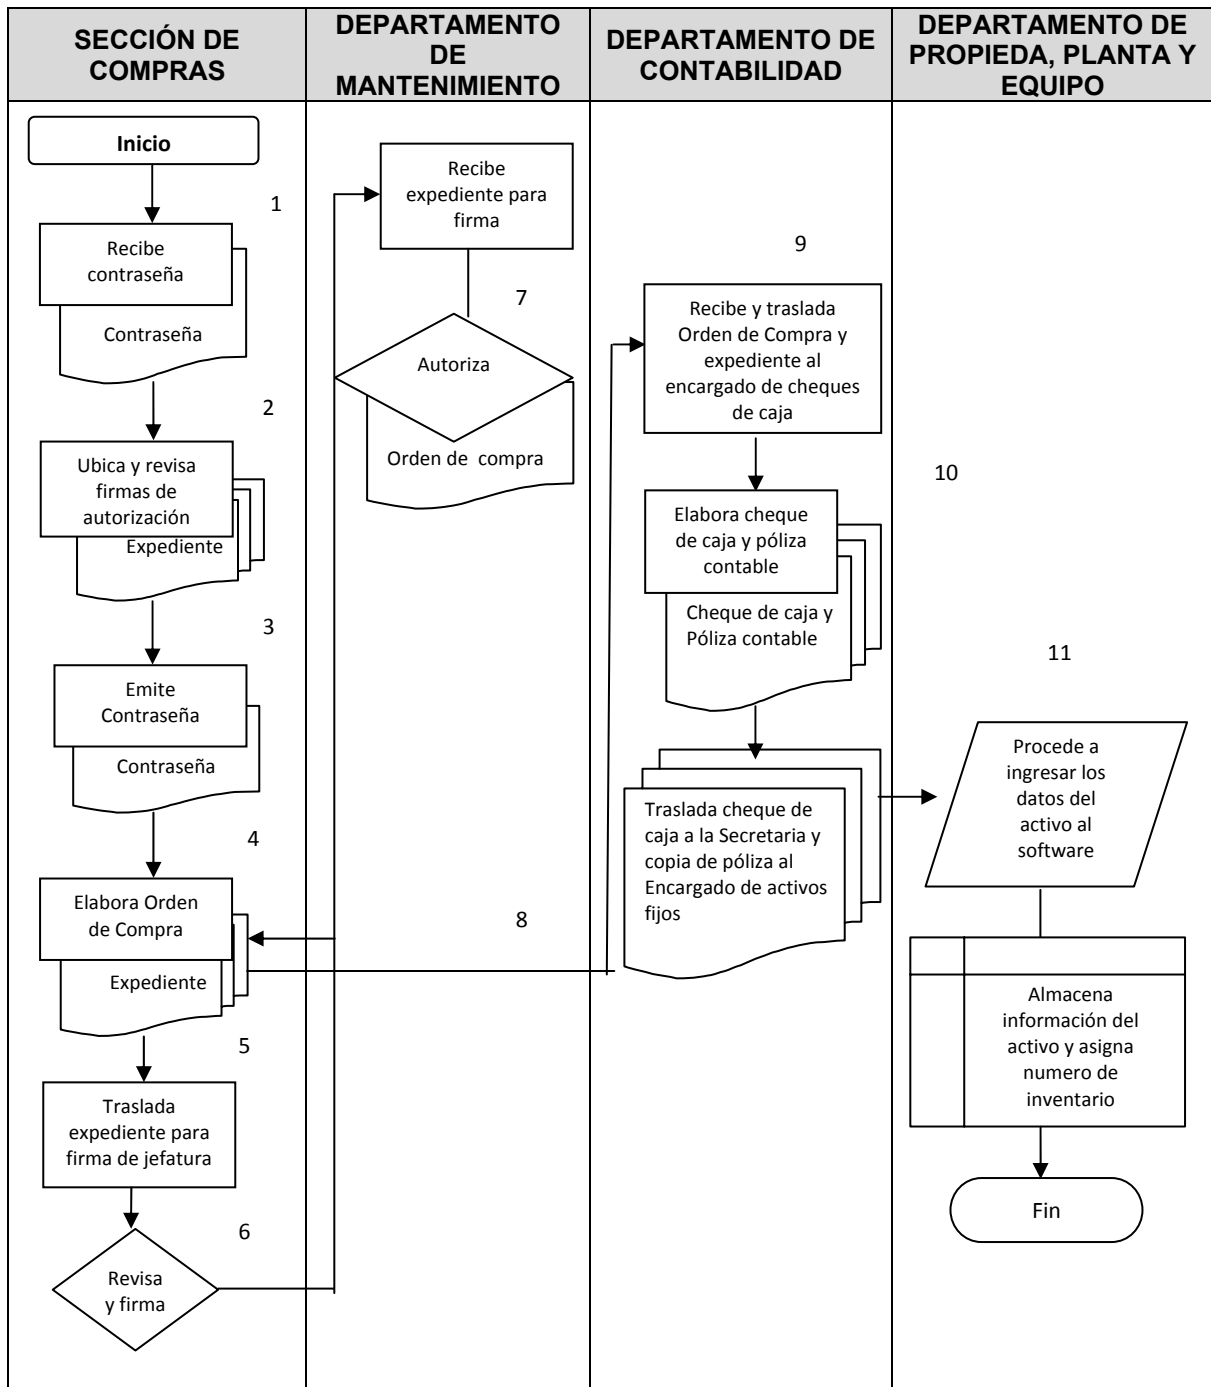 SECCIÓN DE
COMPRAS
DEPARTAMENTO
DE
MANTENIMIENTO
DEPARTAMENTO DE
CONTABILIDAD
DEPARTAMENTO DE
PROPIEDA, PLANTA Y
EQUIPO
Inicio
1
Recibe
contraseña
Contraseña
2
Ubica y revisa
firmas de
autorización
Expediente
3
Emite
Contraseña
Contraseña
4
Elabora Orden
de Compra
Expediente
5
Traslada
expediente para
firma de jefatura
6
Revisa
y firma
Recibe
expediente para
firma
7
Autoriza
Orden de compra
8
9
Recibe y traslada
Orden de Compra y
expediente al
encargado de cheques
de caja
Elabora cheque
de caja y póliza
contable
Cheque de caja y
Póliza contable
Traslada cheque de
caja a la Secretaria y
copia de póliza al
Encargado de activos
fijos
10
11
Procede a
ingresar los
datos del
activo al
software
Almacena
información del
activo y asigna
numero de
inventario
Fin